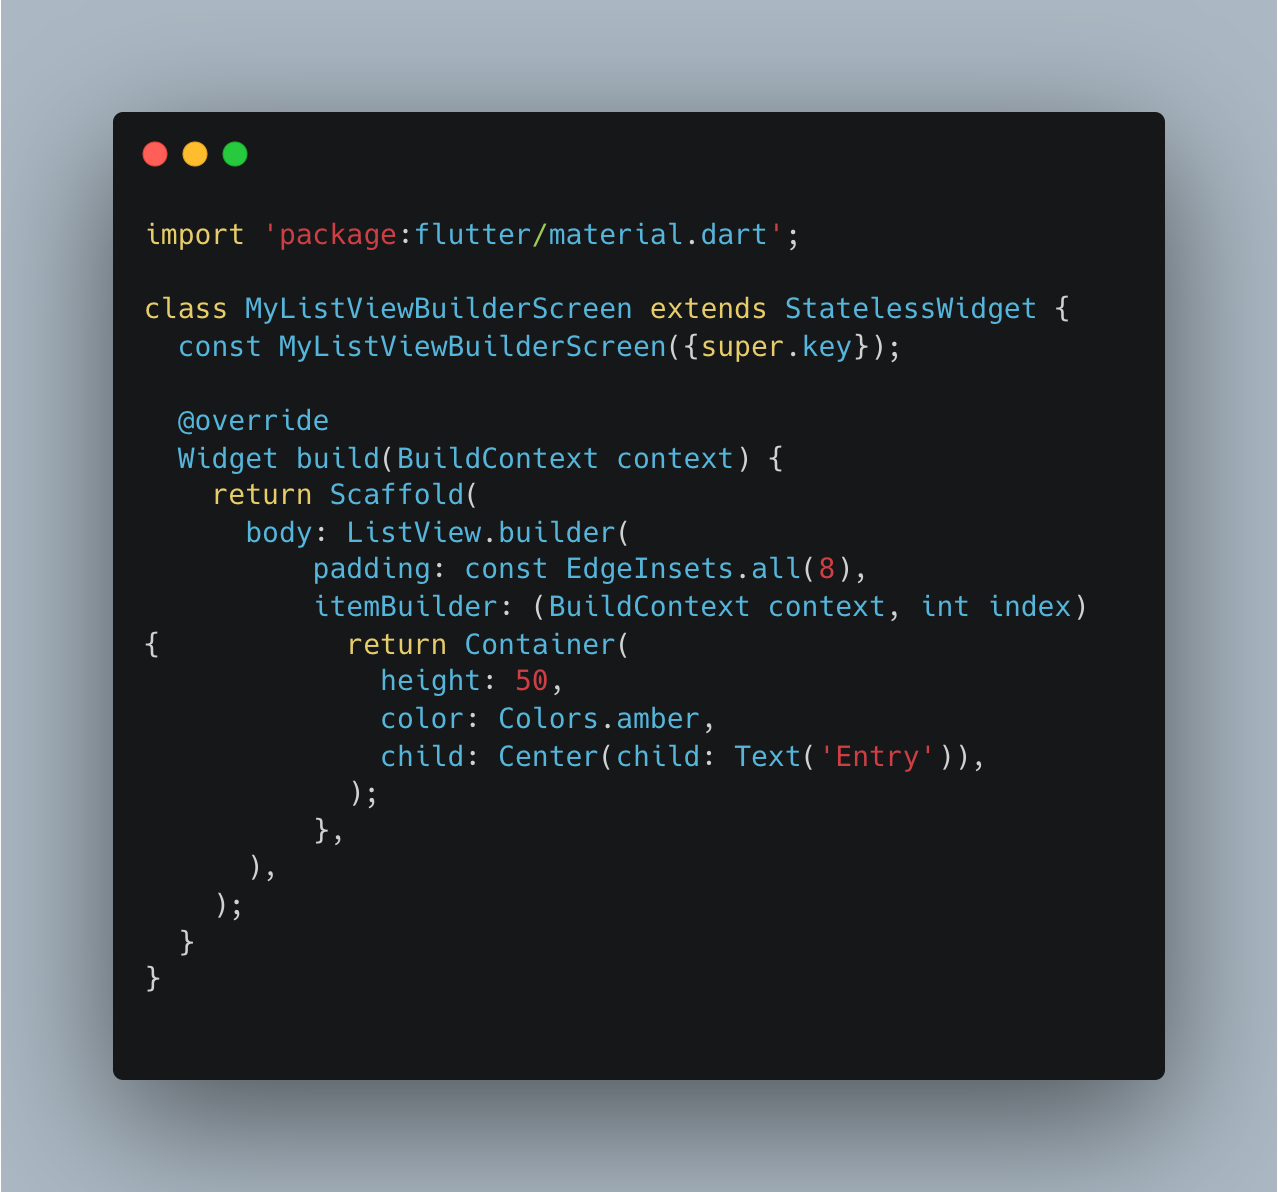 import 'package:flutter/material.dart';
class MyListViewBuilderScreen extends StatelessWidget {
  const MyListViewBuilderScreen({super.key});
  @override
  Widget build(BuildContext context) {
    return Scaffold(
      body: ListView.builder(
          padding: const EdgeInsets.all(8),
          itemBuilder: (BuildContext context, int index)
{           return Container(
              height: 50,
              color: Colors.amber,
              child: Center(child: Text('Entry')),
            );
          },
      ),
    );
  }
}